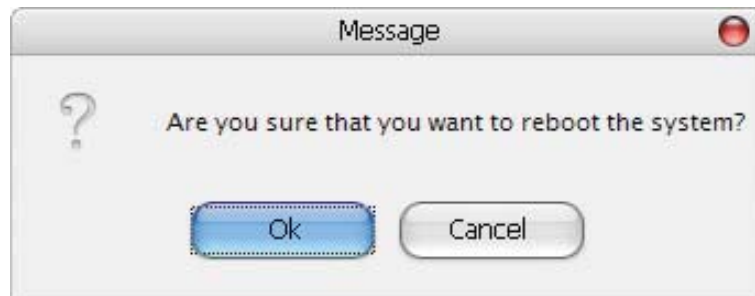 Message
Are you sure that you want to reboot the system?
Ok
Cancel